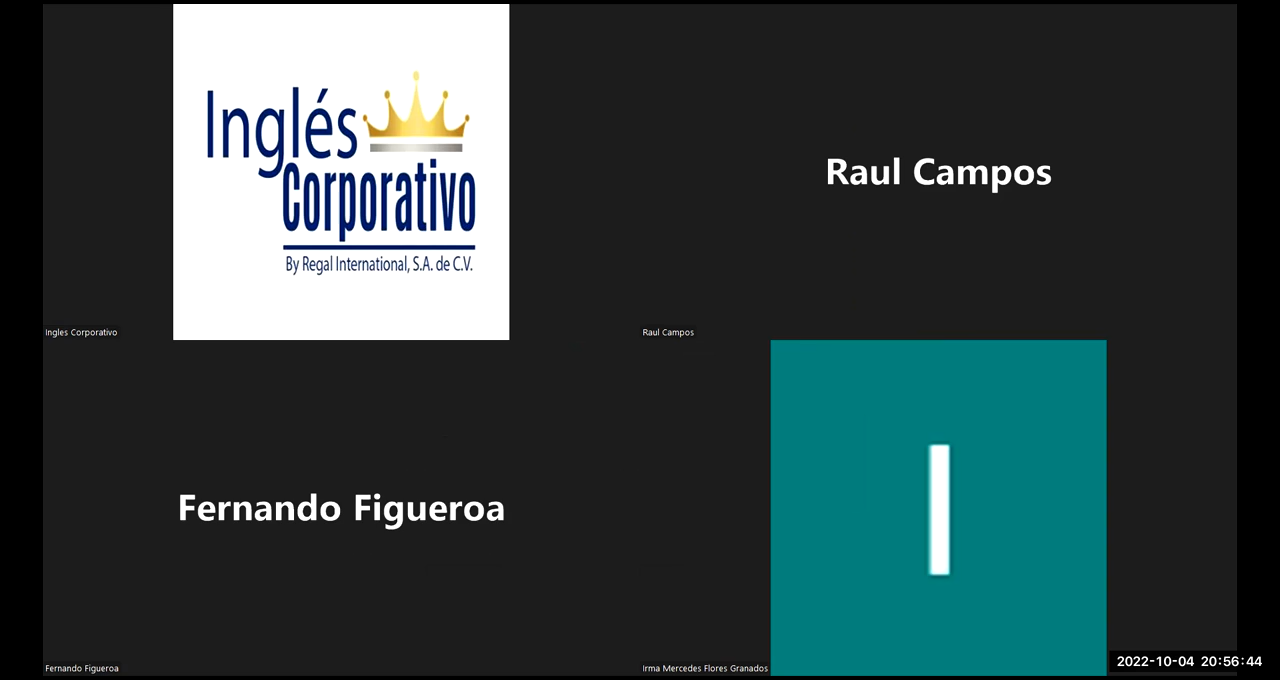 Inglés
Corporativo
By Regal International, S.A. de C.V.
Ingles Corporativo
Raul Campos
Raul Campos
Fernando Figueroa
Fernando Figueroa
I
Irma Mercedes Flores Granados
2022-10-04 20:56:44